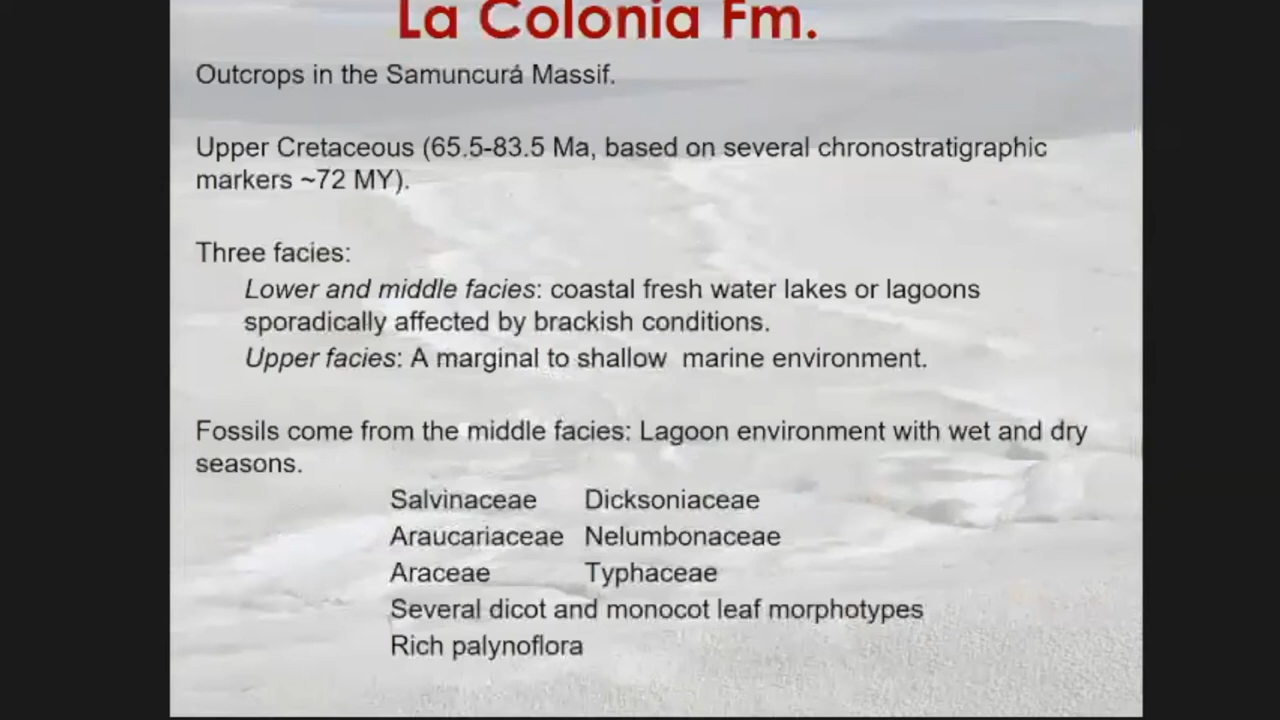 La Colonia Fm.
Outcrops in the Samuncurá Massif.
Upper Cretaceous (65.5-83.5 Ma, based on several chronostratigraphic
markers ~72 MY).
Three facies:
Lower and middle facies: coastal fresh water lakes or lagoons
sporadically affected by brackish conditions.
Upper facies: A marginal to shallow  marine environment.
Fossils come from the middle facies: Lagoon environment with wet and dry
seasons.
Salvinaceae Dicksoniaceae
Araucariaceae Nelumbonaceae
Araceae Typhaceae
Several dicot and monocot leaf morphotypes
Rich palynoflora